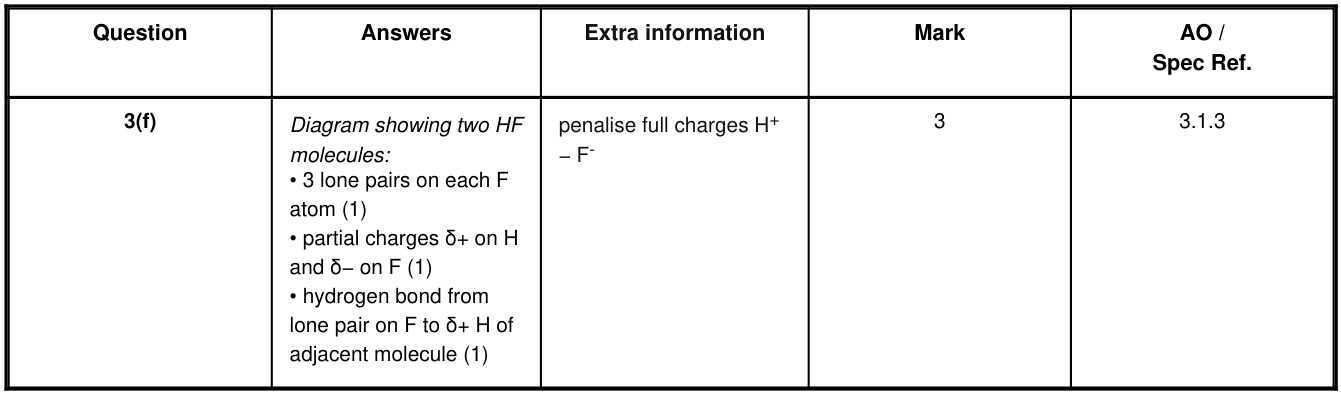 Question Answers Extra information Mark AO /
Spec Ref.
3(f) Diagram showing two HF penalise full charges H⁺ 3 3.1.3
molecules: – F⁻
• 3 lone pairs on each F
atom (1)
• partial charges δ+ on H
and δ– on F (1)
• hydrogen bond from
lone pair on F to δ+ H of
adjacent molecule (1)